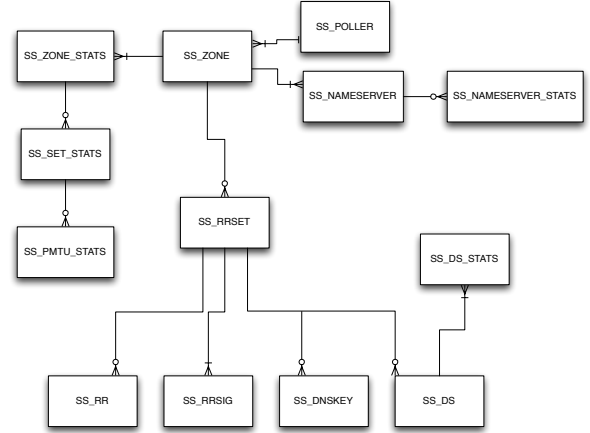 SS_POLLER
SS_ZONE_STATS
SS_ZONE
SS_NAMESERVER
SS_NAMESERVER_STATS
SS_SET_STATS
SS_RRSET
SS_PMTU_STATS
SS_DS_STATS
SS_RR
SS_RRSIG
SS_DNSKEY
SS_DS